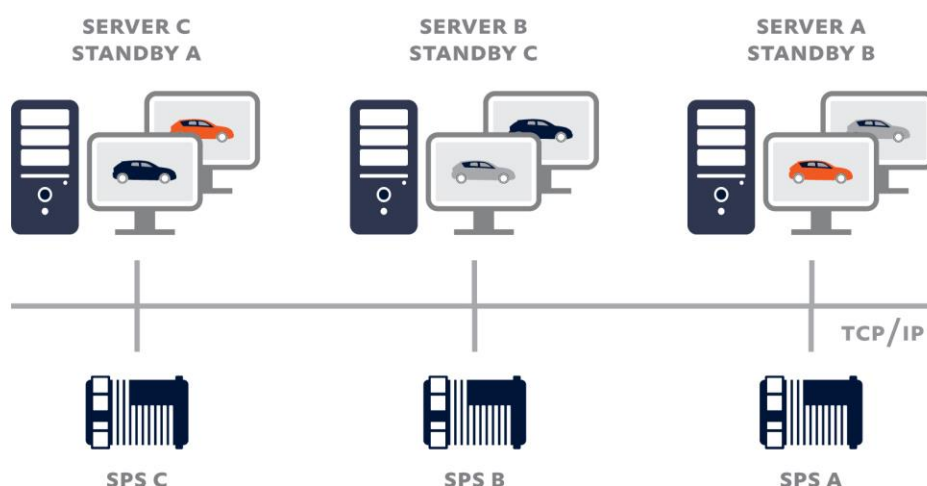 SERVER C
STANDBY A
SERVER B
STANDBY C
SERVER A
STANDBY B
TCP/IP
SPS C
SPS B
SPS A